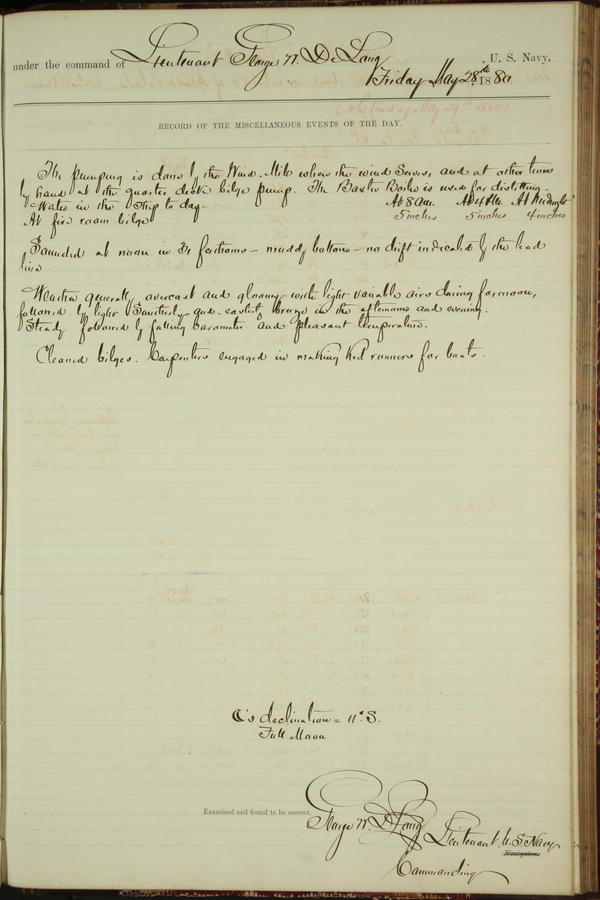 under the command of Lieutenant George W. De Long, U. S. Navy,
Friday May 28th 1880
(Saturday May 29th 1880)
RECORD OF THE MISCELLANEOUS EVENTS OF THE DAY.
The pumping is done by the Wind-Mill when the wind serves, and at other times
by hand at the quarter deck bilge pump. The Baxter Boiler is used for distilling.
Water in the Ship to day. At 8 am. At 4 PM. At Midnight
At fire room bilge 5 inches 5 inches 4 inches
Sounded at noon in 31 fathoms - muddy bottom - no drift indicated by the lead
line.
Weather generally overcast and gloomy with light variable airs during forenoon,
followed by light Southerly and easterly breeze in the afternoon and evening.
Steady followed by falling barometer and pleasant temperature.
Cleaned bilges. Carpenters engaged in making keel runners for boats.
☾'s declination = 11° S.
Full Moon
Examined and found to be correct.
George W. De Long Lieutenant U.S. Navy
Navigator.
Commanding